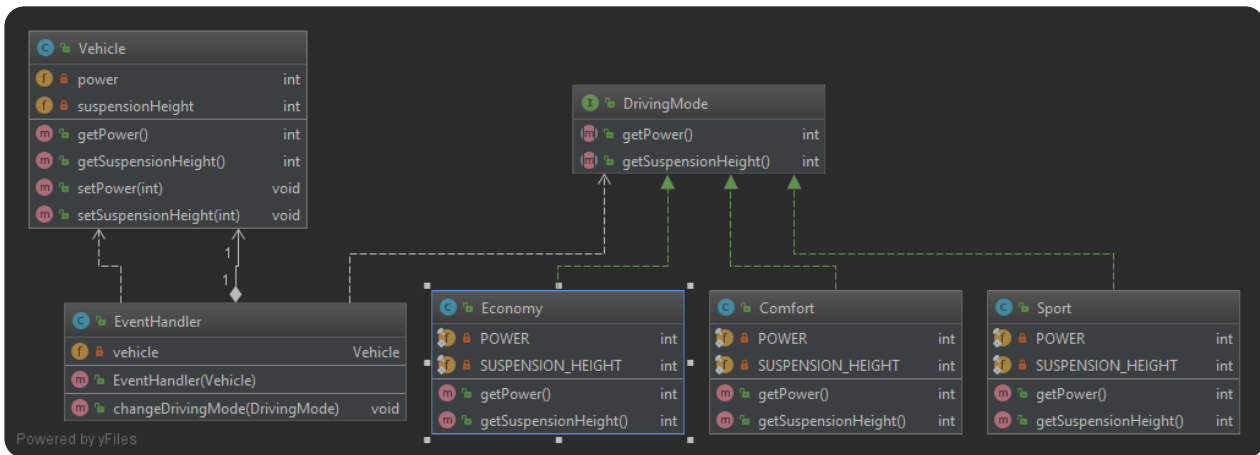 Vehicle
power int
suspensionHeight int
getPower() int
getSuspensionHeight() int
setPower(int) void
setSuspensionHeight(int) void
DrivingMode
getPower() int
getSuspensionHeight() int
1
1
EventHandler
vehicle Vehicle
EventHandler(Vehicle)
changeDrivingMode(DrivingMode) void
Economy
POWER int
SUSPENSION_HEIGHT int
getPower() int
getSuspensionHeight() int
Comfort
POWER int
SUSPENSION_HEIGHT int
getPower() int
getSuspensionHeight() int
Sport
POWER int
SUSPENSION_HEIGHT int
getPower() int
getSuspensionHeight() int
Powered by yFiles